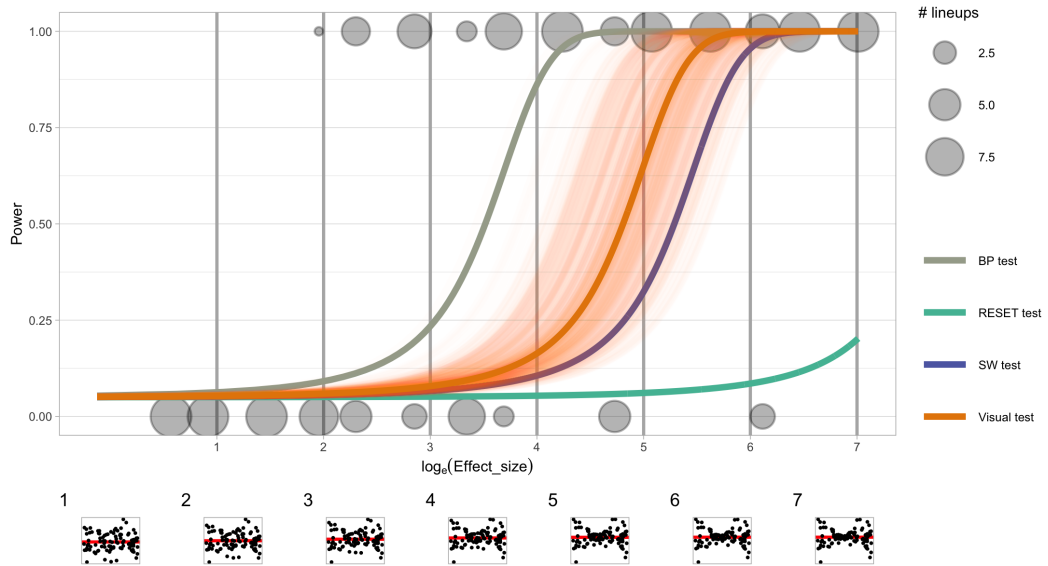 # lineups
2.5
5.0
7.5
BP test
RESET test
SW test
Visual test
Power
1.00
0.75
0.50
0.25
0.00
1 2 3 4 5 6 7
logₑ(Effect_size)
1 2 3 4 5 6 7